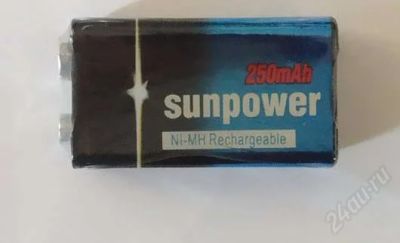 250mAh
sunpower
Ni-MH Rechargeable
24au.ru